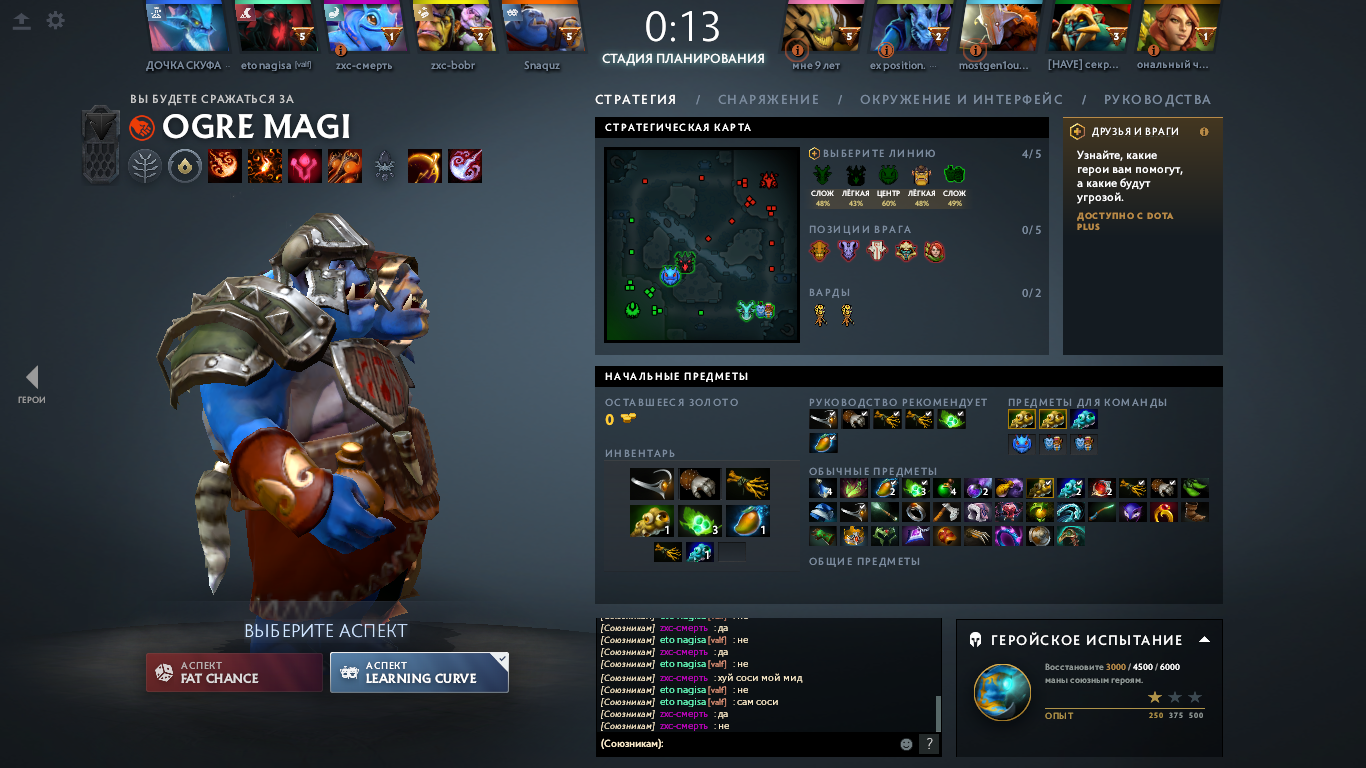 0:13
СТАДИЯ ПЛАНИРОВАНИЯ
5
1
2
5
5
2
3
1
ДОЧКА СКУФА ..
eto nagisa [valf]
zxc-смерть
zxc-bobr
Snaquz
мне 9 лет
ex position. ...
mostgen1ou...
[HAVE] секр...
ональный ч...
ВЫ БУДЕТЕ СРАЖАТЬСЯ ЗА
OGRE MAGI
ГЕРОИ
ВЫБЕРИТЕ АСПЕКТ
АСПЕКТ
FAT CHANCE
АСПЕКТ
LEARNING CURVE
СТРАТЕГИЯ / СНАРЯЖЕНИЕ / ОКРУЖЕНИЕ И ИНТЕРФЕЙС / РУКОВОДСТВА
СТРАТЕГИЧЕСКАЯ КАРТА
ВЫБЕРИТЕ ЛИНИЮ 4/5
СЛОЖ ЛЁГКАЯ ЦЕНТР ЛЁГКАЯ СЛОЖ
48% 43% 60% 48% 49%
ПОЗИЦИИ ВРАГА 0/5
ВАРДЫ 0/2
ДРУЗЬЯ И ВРАГИ
Узнайте, какие
герои вам помогут,
а какие будут
угрозой.
ДОСТУПНО С DOTA
PLUS
НАЧАЛЬНЫЕ ПРЕДМЕТЫ
ОСТАВШЕЕСЯ ЗОЛОТО
0
ИНВЕНТАРЬ
1 3 1
1
РУКОВОДСТВО РЕКОМЕНДУЕТ
ПРЕДМЕТЫ ДЛЯ КОМАНДЫ
ОБЫЧНЫЕ ПРЕДМЕТЫ
4 2 3 4 2 2 2
ОБЩИЕ ПРЕДМЕТЫ
[Союзникам] zxc-смерть : да
[Союзникам] eto nagisa [valf] : не
[Союзникам] zxc-смерть : да
[Союзникам] eto nagisa [valf] : не
[Союзникам] zxc-смерть : хуй соси мой мид
[Союзникам] eto nagisa [valf] : не
[Союзникам] eto nagisa [valf] : сам соси
[Союзникам] zxc-смерть : да
[Союзникам] zxc-смерть : не
(Союзникам): ?
ГЕРОЙСКОЕ ИСПЫТАНИЕ
Восстановите 3000 / 4500 / 6000
маны союзным героям.
ОПЫТ 250 375 500